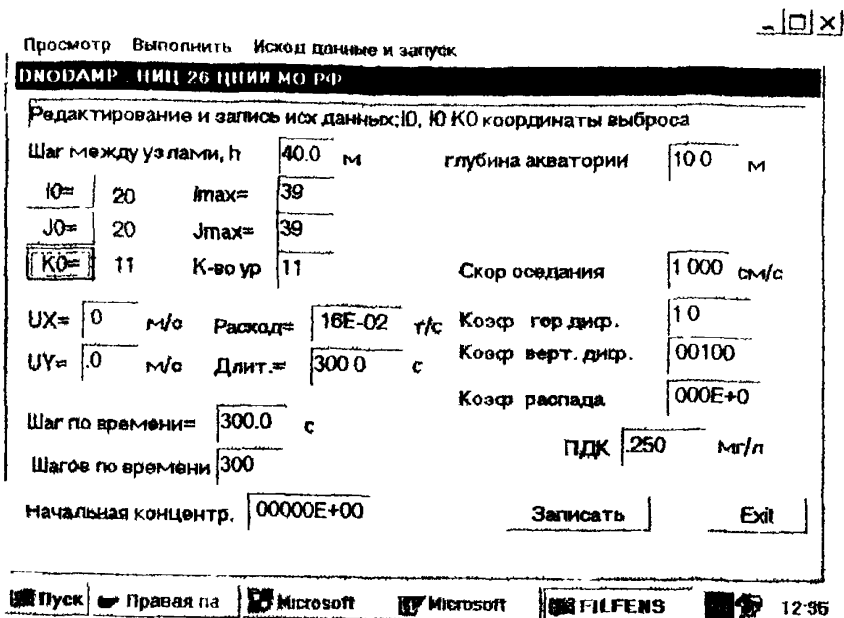 Просмотр Выполнить Исход данные и запуск
DNODAMP . НИЦ 26 ЦНИИ МО РФ
Редактирование и запись исх данных;I0, Ю K0 координаты выброса
Шаг между узлами, h 40.0 м глубина акватории 10 0 м
I0= 20 Imax= 39
J0= 20 Jmax= 39
K0= 11 К-во ур 11 Скор оседания 1 000 см/с
UX= 0 м/с Расход= 16E-02 т/с Коэф гор диф. 1 0
UY= .0 м/с Длит.= 300 0 с Коэф верт. диф. 00100
Коэф распада 000E+0
Шаг по времени= 300.0 с
ПДК .250 мг/л
Шагов по времени 300
Начальная концентр. 00000E+00 Записать Exit
Пуск Правая па Microsoft Microsoft FILFENS 12:36